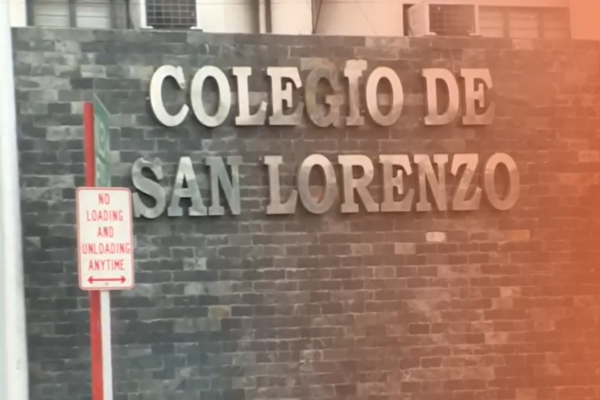 COLEGIO DE
SAN LORENZO
NO
LOADING
AND
UNLOADING
ANYTIME